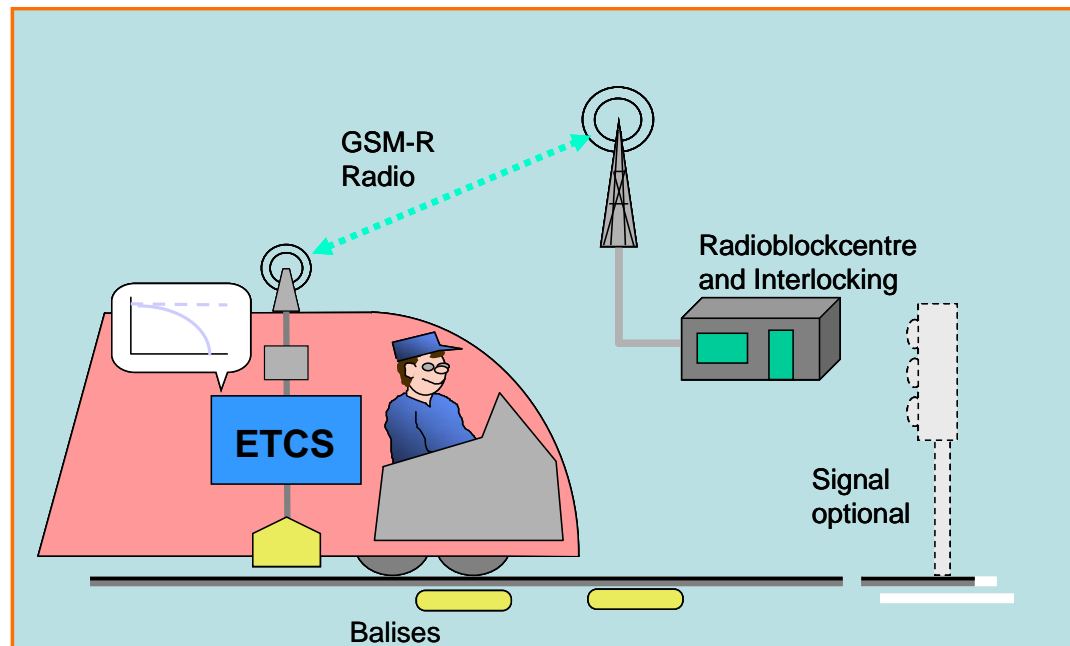 GSM-R
Radio
Radioblockcentre
and Interlocking
ETCS
Signal
optional
Balises